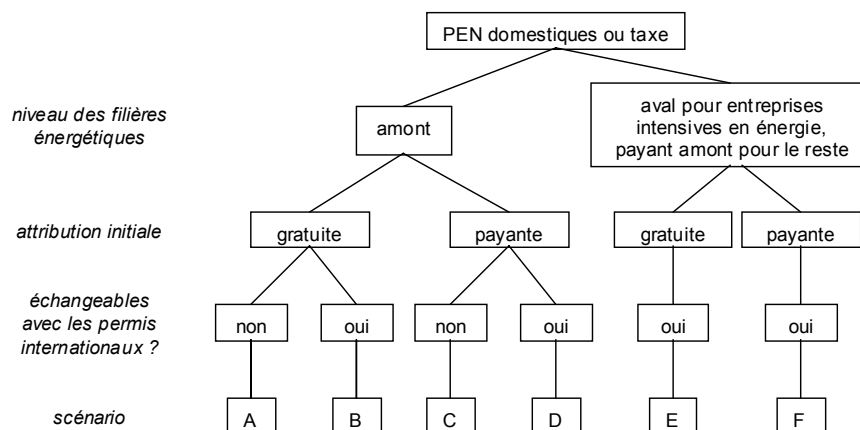 PEN domestiques ou taxe
niveau des filières
énergétiques
amont
aval pour entreprises
intensives en énergie,
payant amont pour le reste
attribution initiale
gratuite
payante
gratuite
payante
échangeables
avec les permis
internationaux ?
non
oui
non
oui
oui
oui
scénario
A
B
C
D
E
F